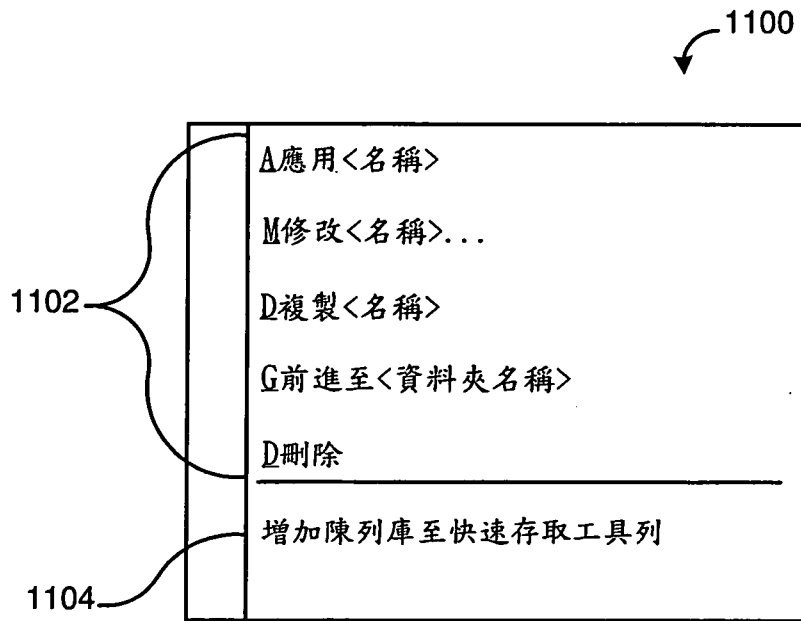 1100
A應用<名稱>
M修改<名稱>...
1102
D複製<名稱>
G前進至<資料夾名稱>
D刪除
增加陳列庫至快速存取工具列
1104